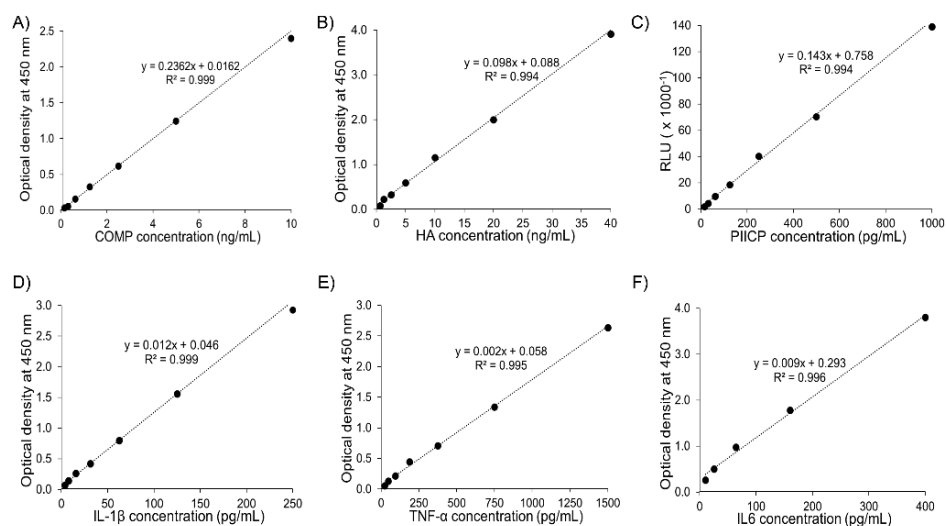 A)
Optical density at 450 nm
2.5
2.0
1.5
1.0
0.5
0.0
y = 0.2362x + 0.0162
R² = 0.999
0 2 4 6 8 10
COMP concentration (ng/mL)
B)
Optical density at 450 nm
4.0
3.0
2.0
1.0
0.0
y = 0.098x + 0.088
R² = 0.994
0 5 10 15 20 25 30 35 40
HA concentration (ng/mL)
C)
RLU ( x 1000⁻¹)
140
120
100
80
60
40
20
0
y = 0.143x + 0.758
R² = 0.994
0 200 400 600 800 1000
PIICP concentration (pg/mL)
D)
Optical density at 450 nm
3.0
2.5
2.0
1.5
1.0
0.5
0.0
y = 0.012x + 0.046
R² = 0.999
0 50 100 150 200 250
IL-1β concentration (pg/mL)
E)
Optical density at 450 nm
3.0
2.5
2.0
1.5
1.0
0.5
0.0
y = 0.002x + 0.058
R² = 0.995
0 250 500 750 1000 1250 1500
TNF-α concentration (pg/mL)
F)
Optical density at 450 nm
4.0
3.0
2.0
1.0
0.0
y = 0.009x + 0.293
R² = 0.996
0 100 200 300 400
IL6 concentration (pg/mL)